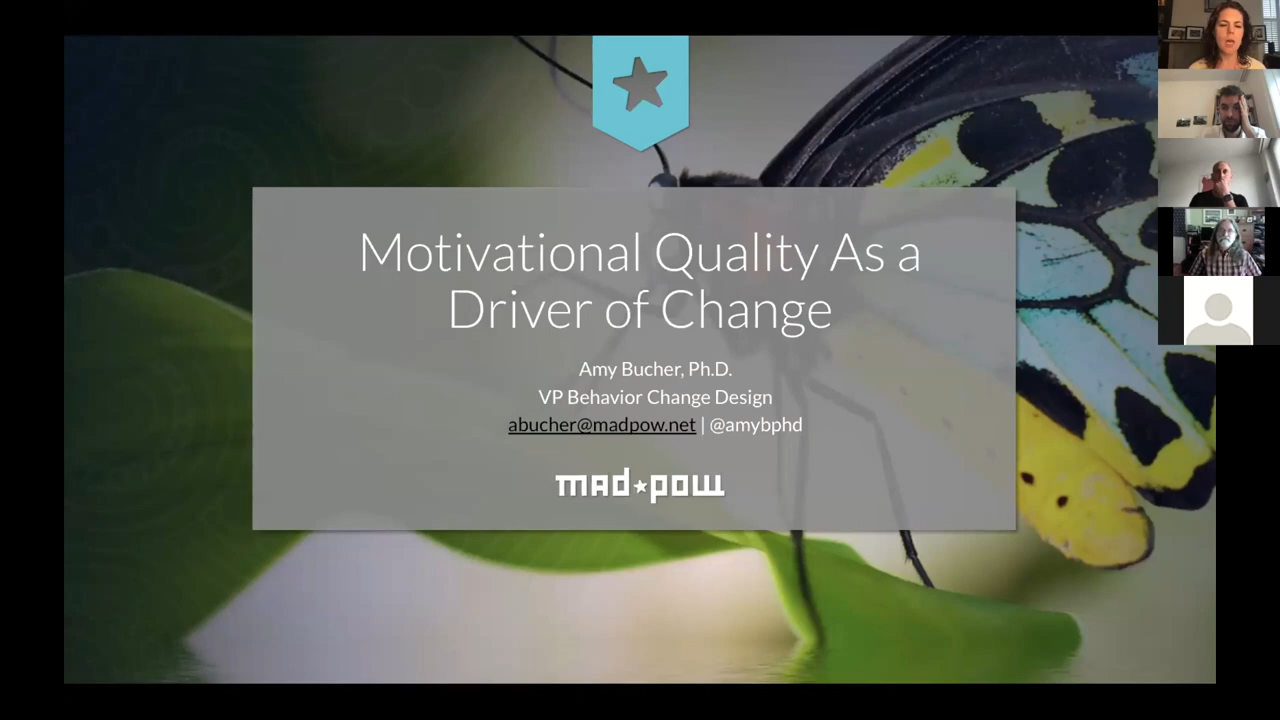 Motivational Quality As a
Driver of Change
Amy Bucher, Ph.D.
VP Behavior Change Design
abucher@madpow.net | @amybphd
mad★pow